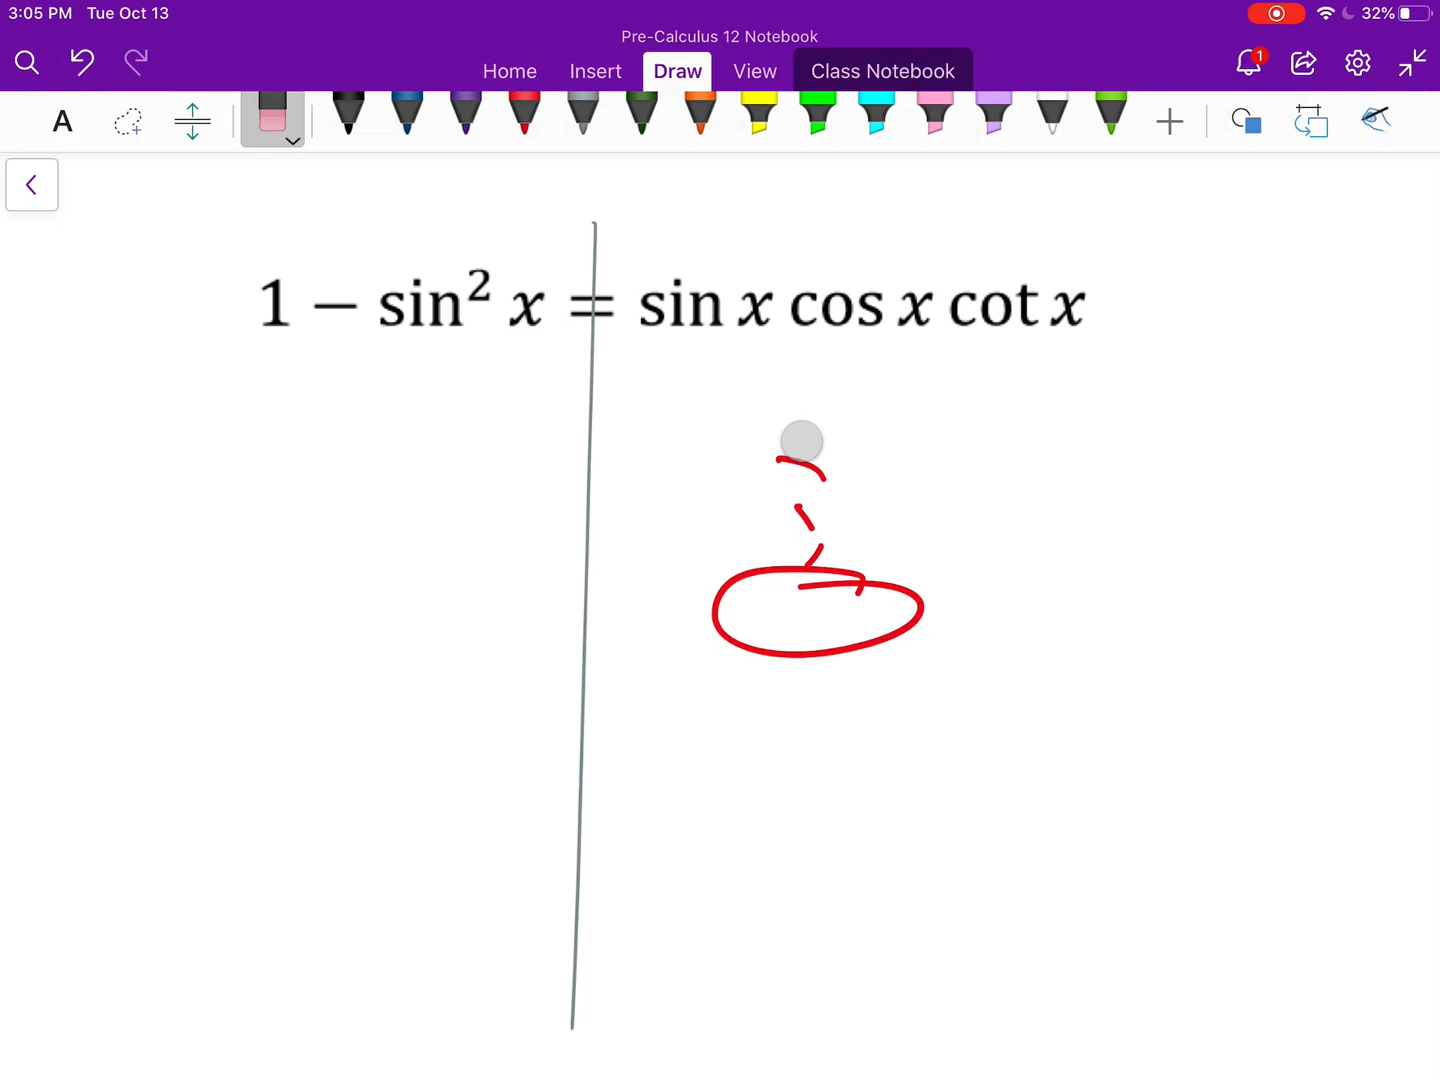 3:05 PM Tue Oct 13
32%
Pre-Calculus 12 Notebook
Home Insert Draw View Class Notebook
1
A
1 − sin² x = sin x cos x cot x